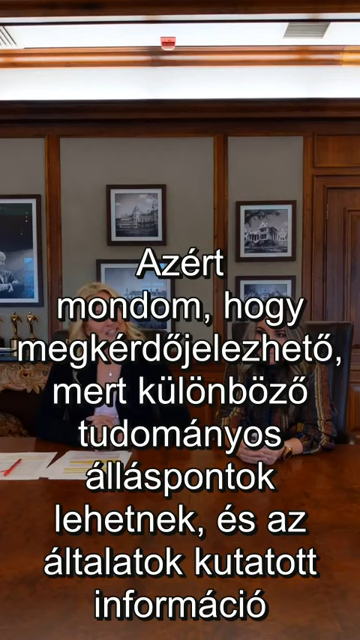 Azért
mondom, hogy
megkérdőjelezhető,
mert különböző
tudományos
álláspontok
lehetnek, és az
általatok kutatott
információ